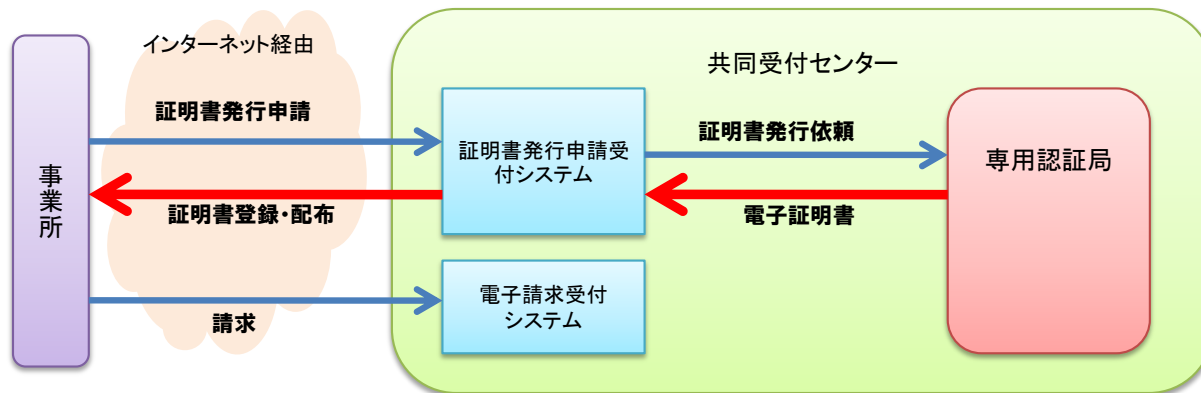 インターネット経由
共同受付センター
証明書発行申請
証明書発行依頼
事業所
証明書発行申請受
付システム
専用認証局
証明書登録・配布
電子証明書
電子請求受付
システム
請求